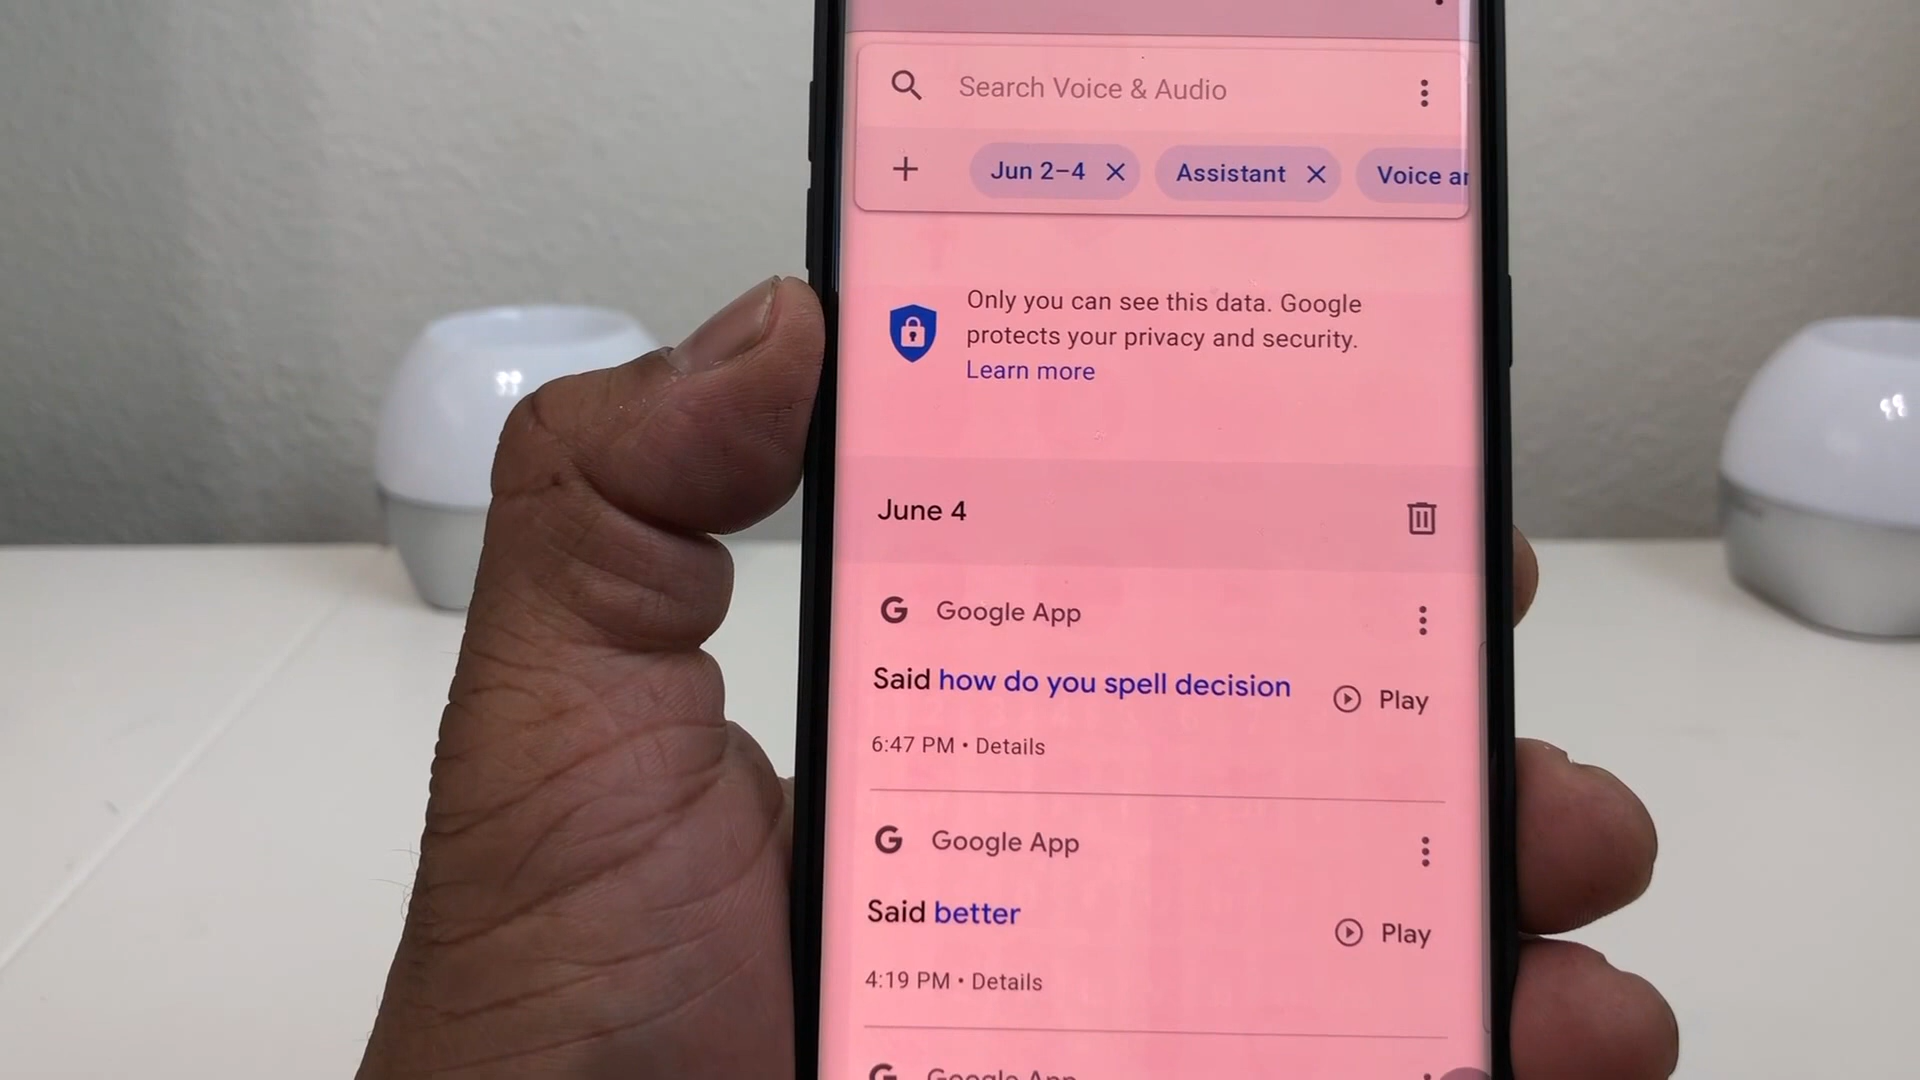 Search Voice & Audio
Jun 2–4 Assistant Voice
Only you can see this data. Google
protects your privacy and security.
Learn more
June 4
Google App
Said how do you spell decision
Play
6:47 PM • Details
Google App
Said better
Play
4:19 PM • Details
Google App